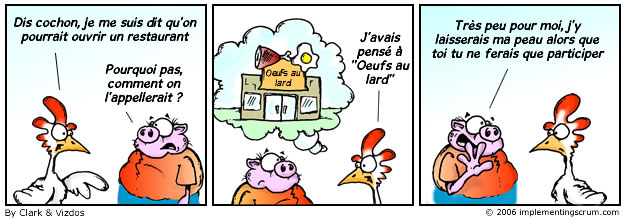 Dis cochon, je me suis dit qu'on
pourrait ouvrir un restaurant
Pourquoi pas,
comment on
l'appellerait ?
Oeufs au
lard
J'avais
pensé à
"Oeufs au
lard"
Très peu pour moi, j'y
laisserais ma peau alors que
toi tu ne ferais que participer
By Clark & Vizdos
© 2006 implementingscrum.com